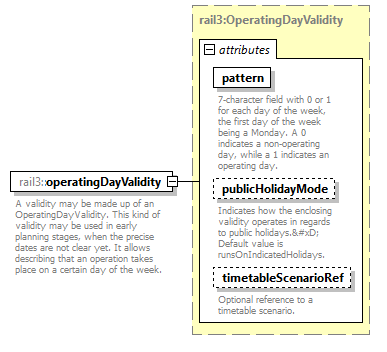 rail3:OperatingDayValidity
attributes
pattern
7-character field with 0 or 1
for each day of the week,
the first day of the week
being a Monday. A 0
indicates a non-operating
day, while a 1 indicates an
operating day.
rail3:operatingDayValidity
A validity may be made up of an
OperatingDayValidity. This kind of
validity may be used in early
planning stages, when the precise
dates are not clear yet. It allows
describing that an operation takes
place on a certain day of the week.
publicHolidayMode
Indicates how the enclosing
validity operates in regards
to public holidays.&#xD;
Default value is
runsOnIndicatedHolidays.
timetableScenarioRef
Optional reference to a
timetable scenario.